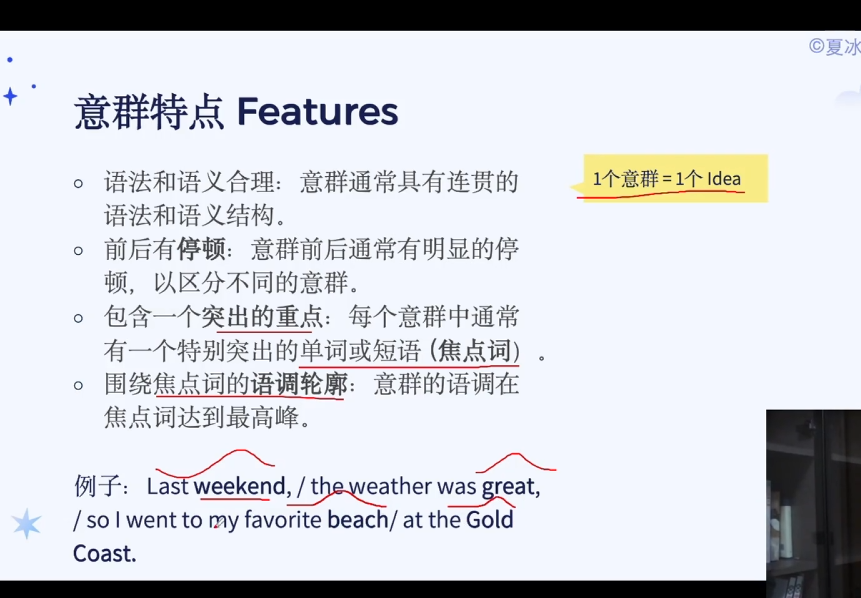 ©夏冰
意群特点 Features
语法和语义合理：意群通常具有连贯的
语法和语义结构。
前后有停顿：意群前后通常有明显的停
顿，以区分不同的意群。
包含一个突出的重点：每个意群中通常
有一个特别突出的单词或短语 (焦点词）。
围绕焦点词的语调轮廓：意群的语调在
焦点词达到最高峰。
1个意群 = 1个 Idea
例子： Last weekend, / the weather was great,
/ so I went to my favorite beach/ at the Gold
Coast.